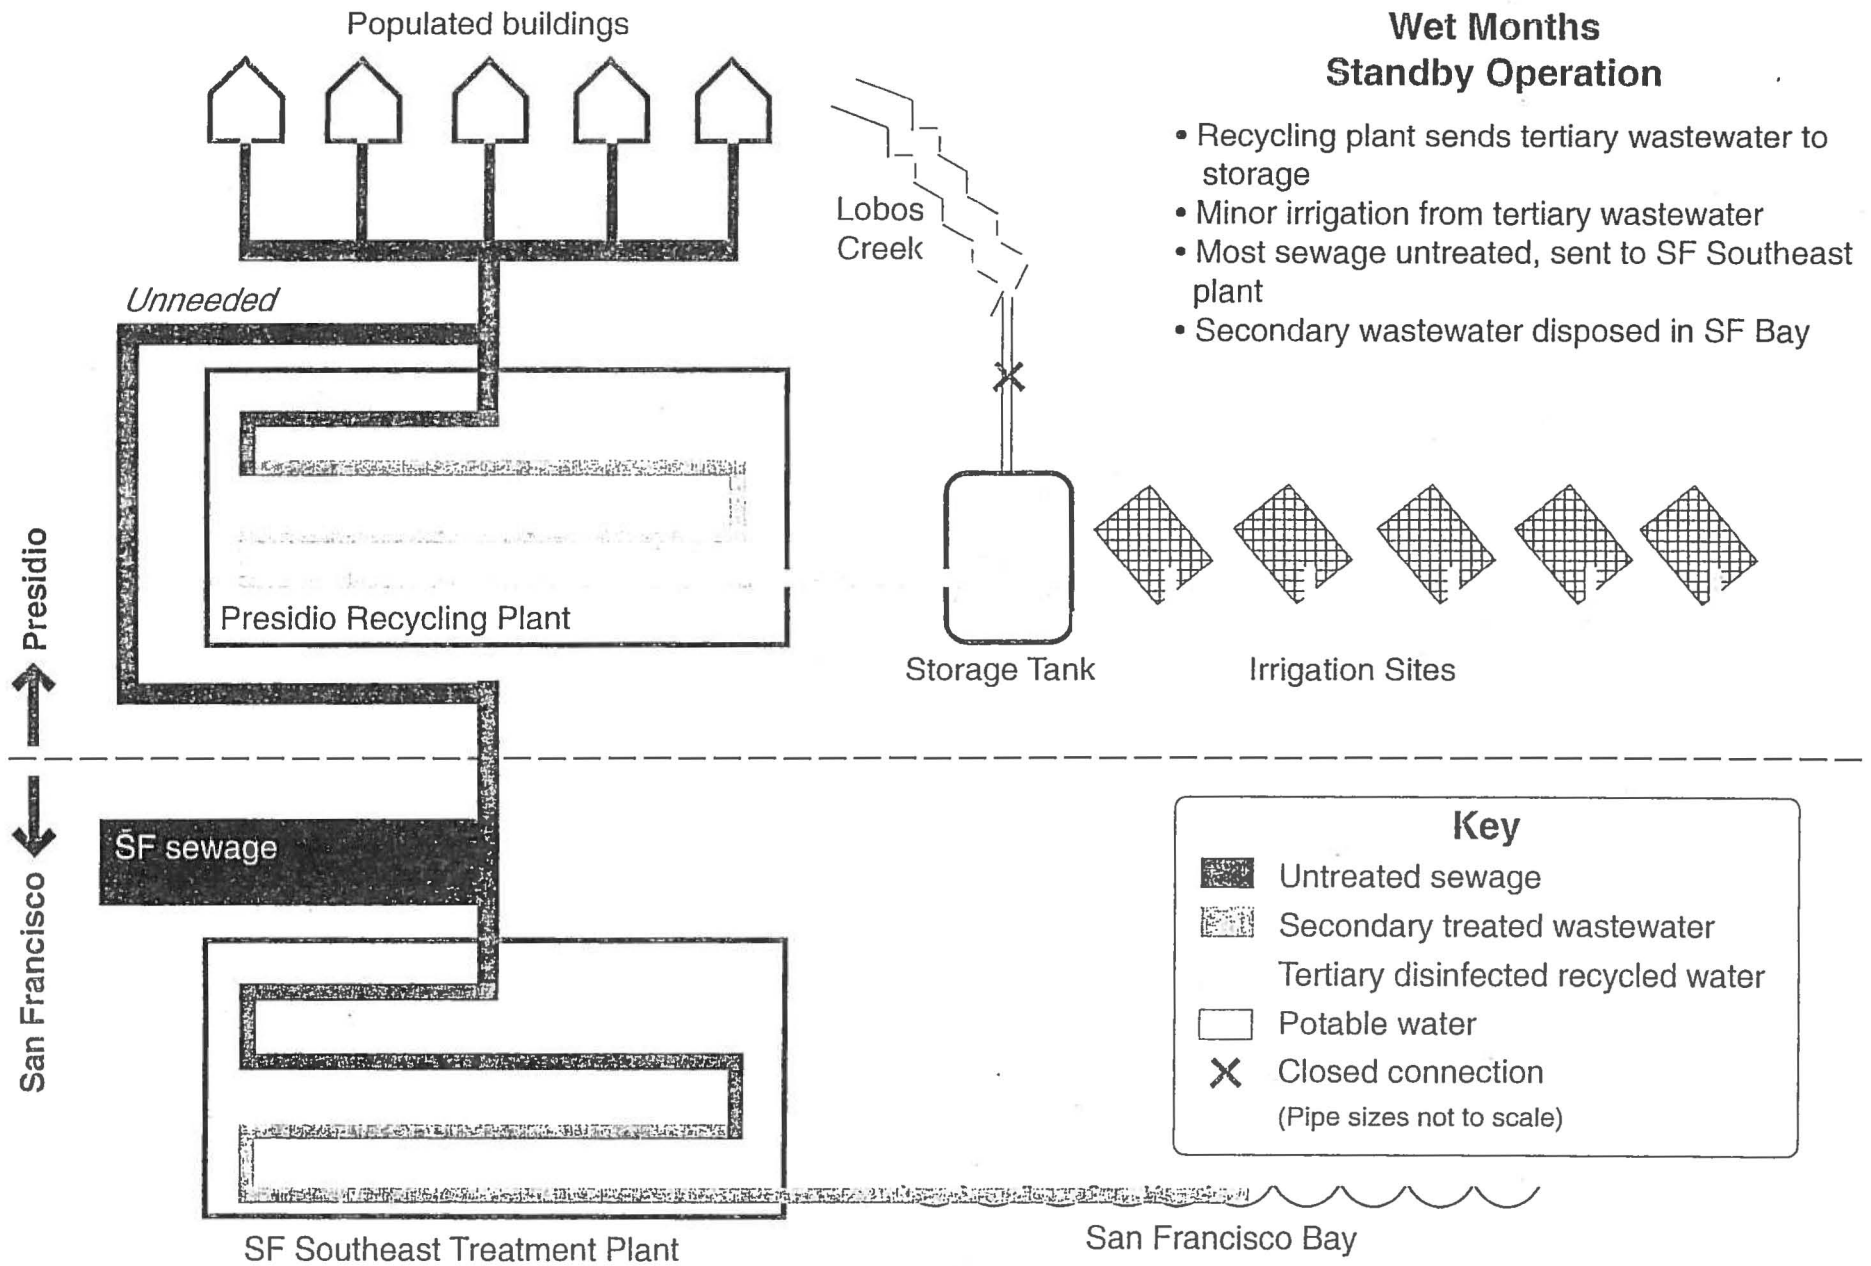 Populated buildings
Wet Months
Standby Operation
• Recycling plant sends tertiary wastewater to
storage
• Minor irrigation from tertiary wastewater
• Most sewage untreated, sent to SF Southeast
plant
• Secondary wastewater disposed in SF Bay
Lobos
Creek
Unneeded
Presidio Recycling Plant
Storage Tank
Irrigation Sites
Presidio
San Francisco
SF sewage
Key
Untreated sewage
Secondary treated wastewater
Tertiary disinfected recycled water
Potable water
Closed connection
(Pipe sizes not to scale)
SF Southeast Treatment Plant
San Francisco Bay